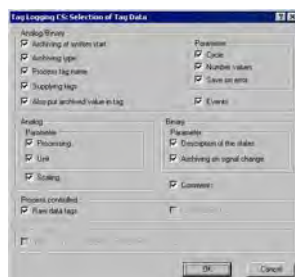 Tag Logging CS: Selection of Tag Data
Analog/Binary
Archiving at system start
Archiving type
Process tag name
Supplying tags
Also put archived value in tag
Parameter
Cycle
Number values
Save on error
Events
Analog
Parameter
Processing
Unit
Scaling
Binary
Parameter
Description of the states
Archiving on signal change
Comment
Process controlled
Raw data tags
OK
Cancel